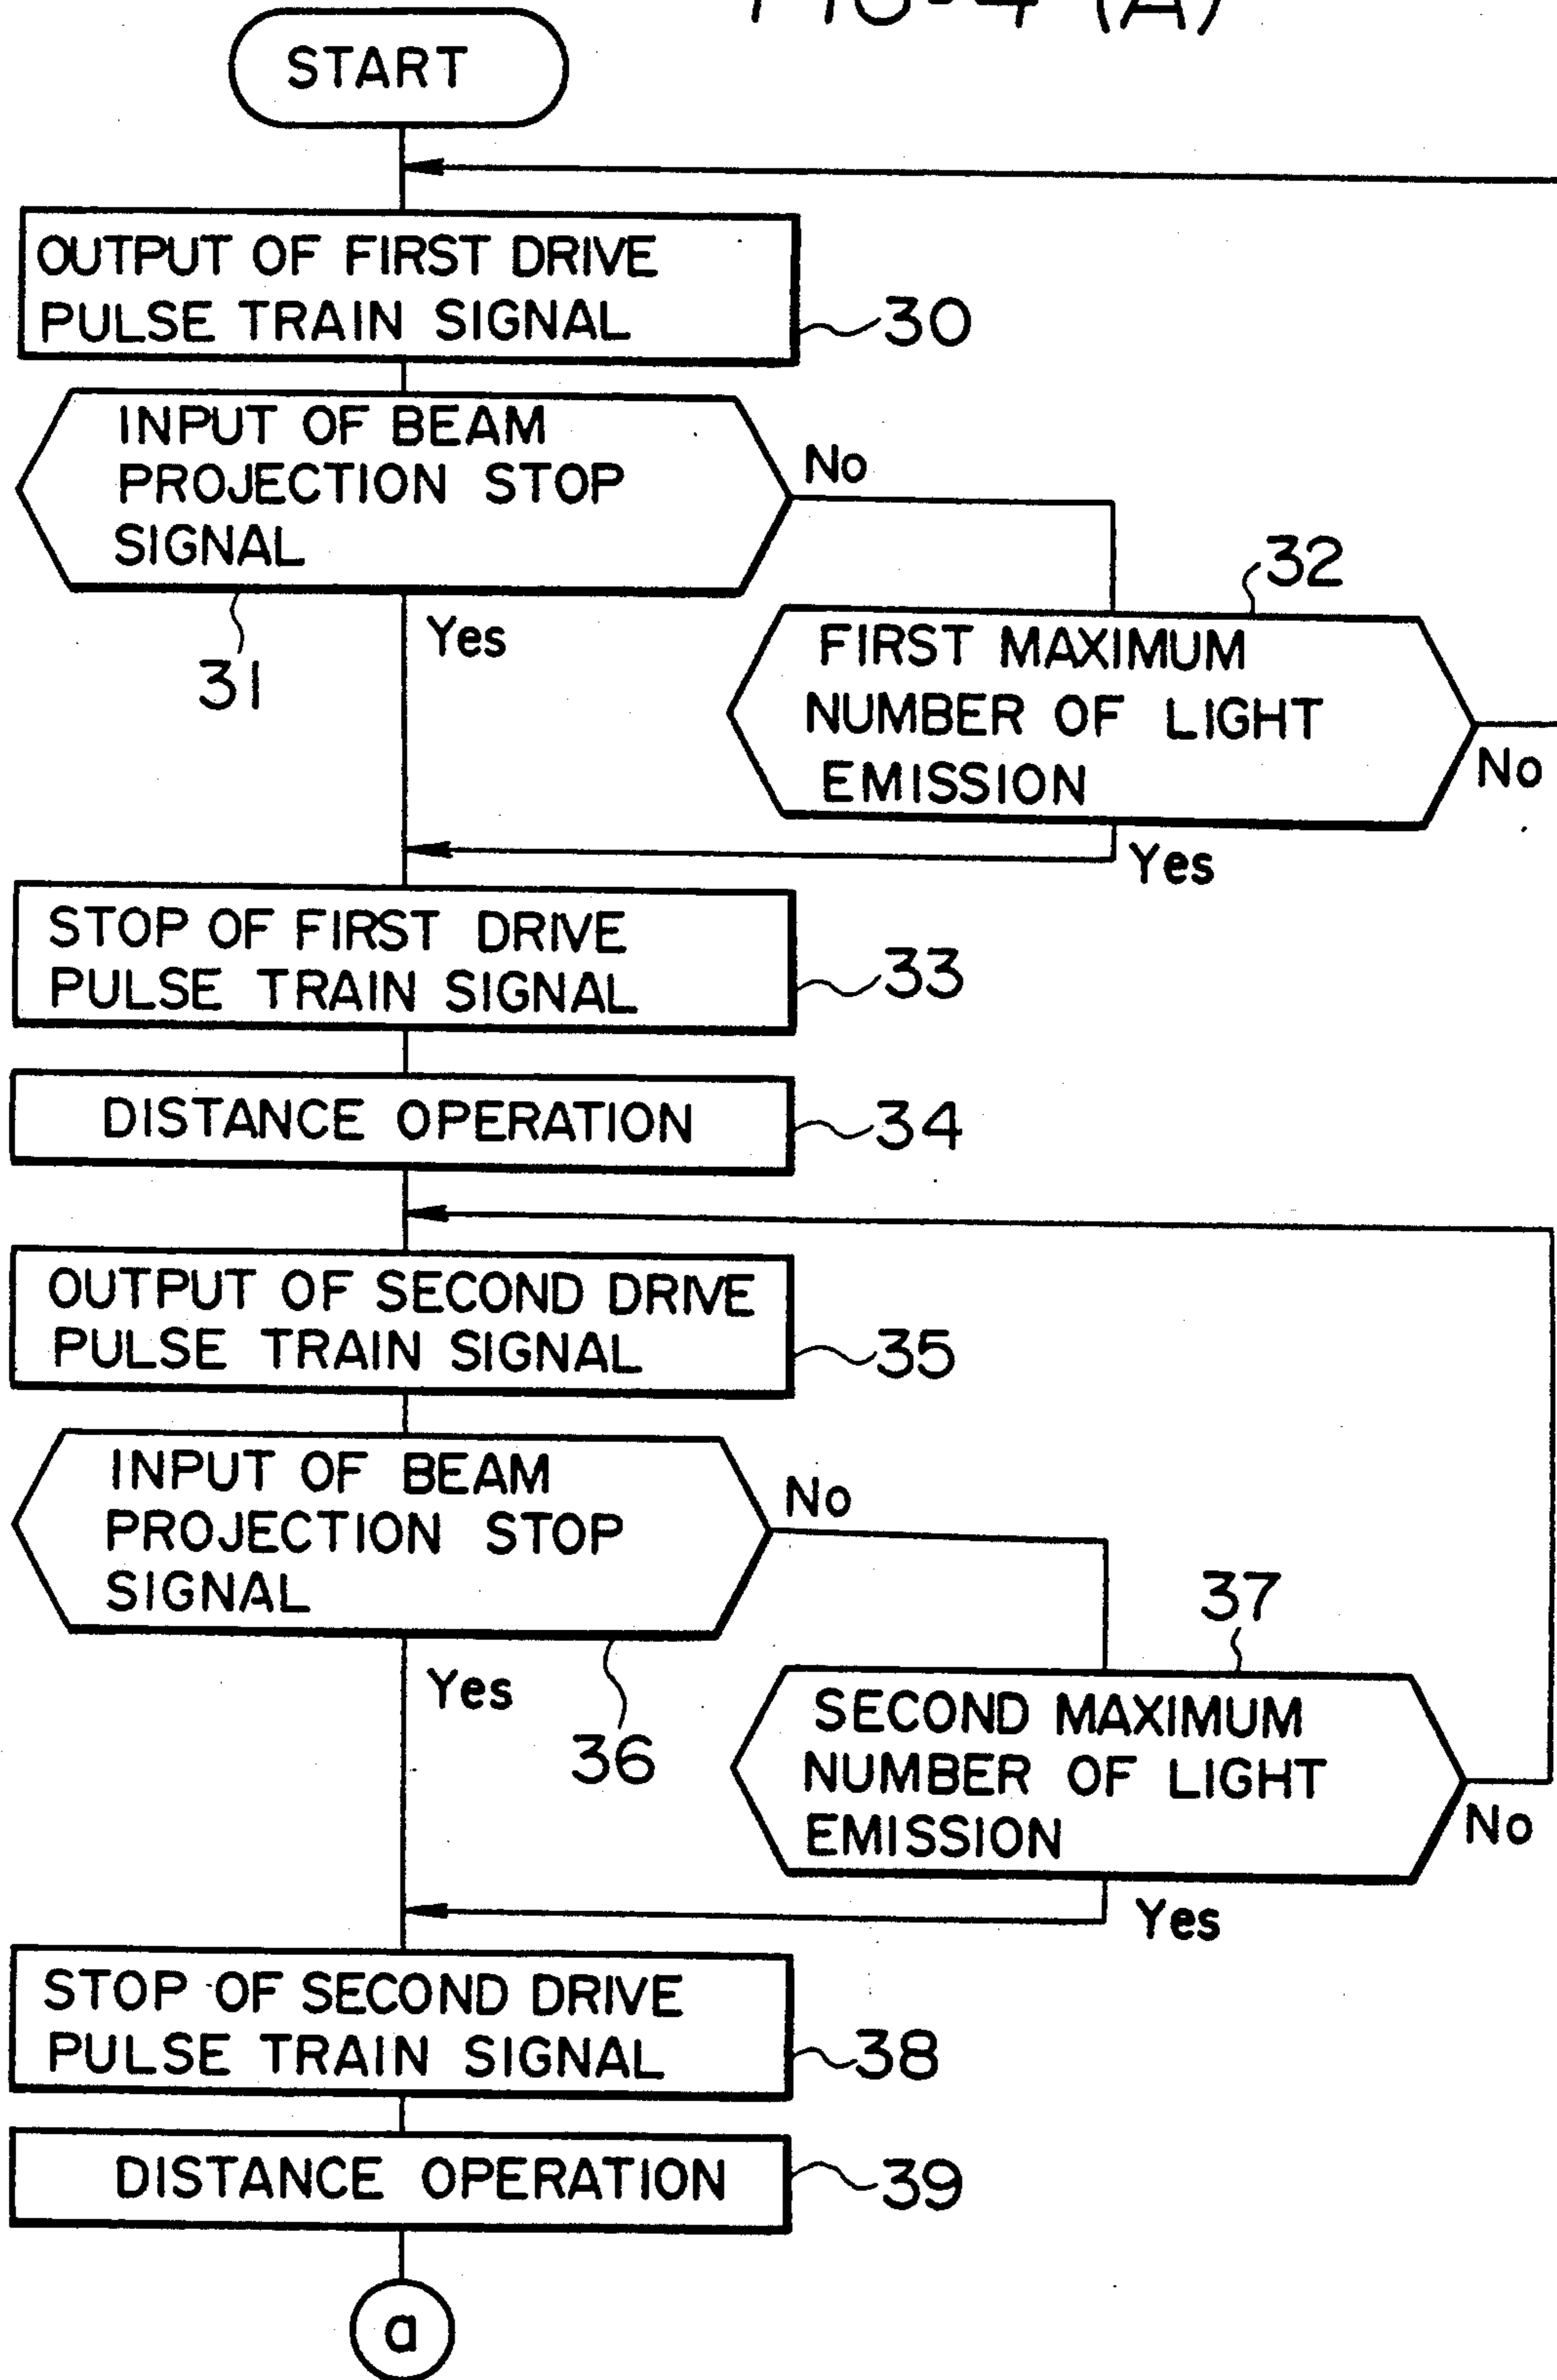 FIG. 4 (A)
START
OUTPUT OF FIRST DRIVE
PULSE TRAIN SIGNAL
30
INPUT OF BEAM
PROJECTION STOP
SIGNAL
No
31
Yes
32
FIRST MAXIMUM
NUMBER OF LIGHT
EMISSION
No
Yes
STOP OF FIRST DRIVE
PULSE TRAIN SIGNAL
33
DISTANCE OPERATION
34
OUTPUT OF SECOND DRIVE
PULSE TRAIN SIGNAL
35
INPUT OF BEAM
PROJECTION STOP
SIGNAL
No
Yes
36
37
SECOND MAXIMUM
NUMBER OF LIGHT
EMISSION
No
Yes
STOP OF SECOND DRIVE
PULSE TRAIN SIGNAL
38
DISTANCE OPERATION
39
a